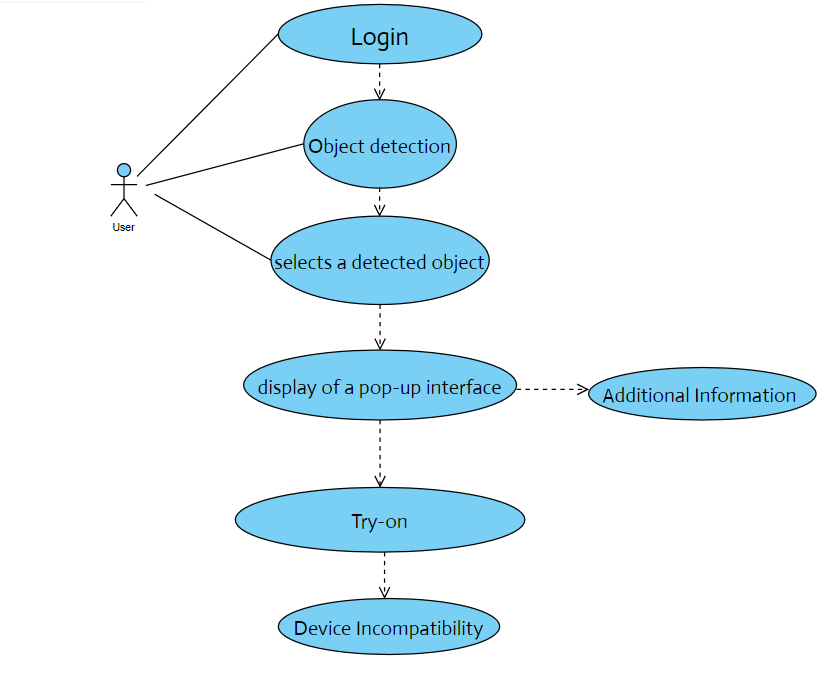 Login
Object detection
User
selects a detected object
display of a pop-up interface
Additional Information
Try-on
Device Incompatibility